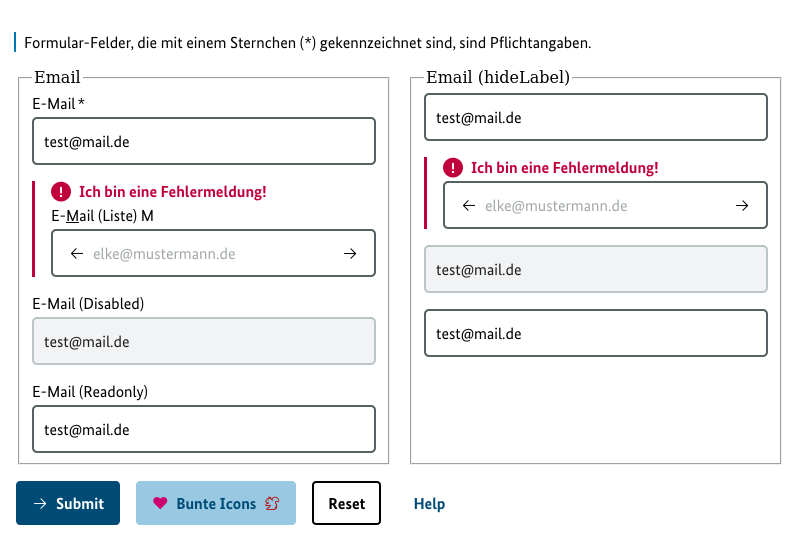 Formular-Felder, die mit einem Sternchen (*) gekennzeichnet sind, sind Pflichtangaben.
Email
E-Mail *
test@mail.de
Ich bin eine Fehlermeldung!
E-Mail (Liste) M
elke@mustermann.de
E-Mail (Disabled)
test@mail.de
E-Mail (Readonly)
test@mail.de
Email (hideLabel)
test@mail.de
Ich bin eine Fehlermeldung!
elke@mustermann.de
test@mail.de
test@mail.de
Submit
Bunte Icons
Reset
Help